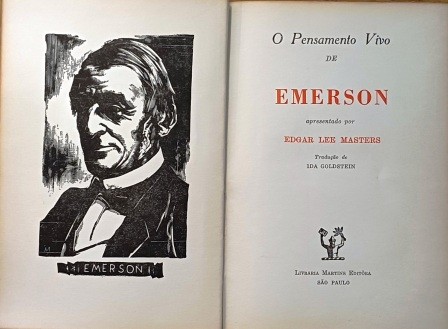 EMERSON
O Pensamento Vivo
DE
EMERSON
apresentado por
EDGAR LEE MASTERS
Tradução de
IDA GOLDSTEIN
LIVRARIA MARTINS EDITÔRA
SÃO PAULO